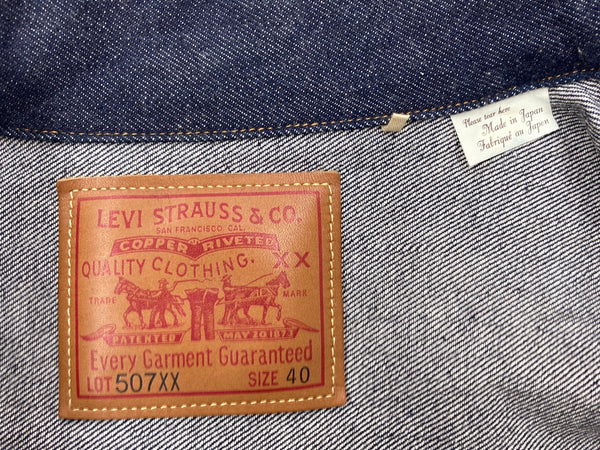 Please tear here
Made in Japan
Fabriqué au Japon
LEVI STRAUSS & CO.
SAN FRANCISCO, CAL.
COPPER RIVETED
QUALITY CLOTHING. XX
TRADE MARK
PATENTED MAY 20 1873
Every Garment Guaranteed
LOT 507XX SIZE 40